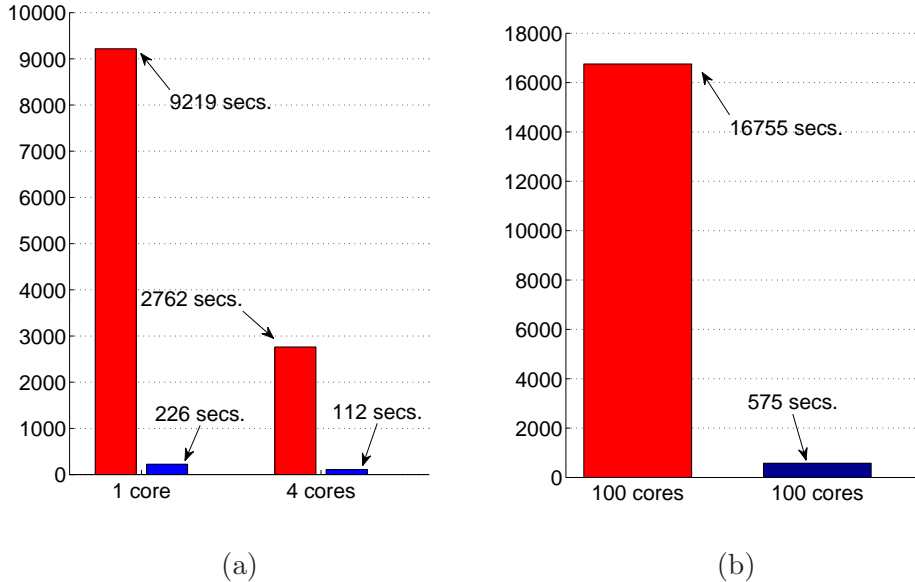 10000
9000
8000
7000
6000
5000
4000
3000
2000
1000
0
9219 secs.
2762 secs.
226 secs.
112 secs.
1 core
4 cores
(a)
18000
16000
14000
12000
10000
8000
6000
4000
2000
0
16755 secs.
575 secs.
100 cores
100 cores
(b)